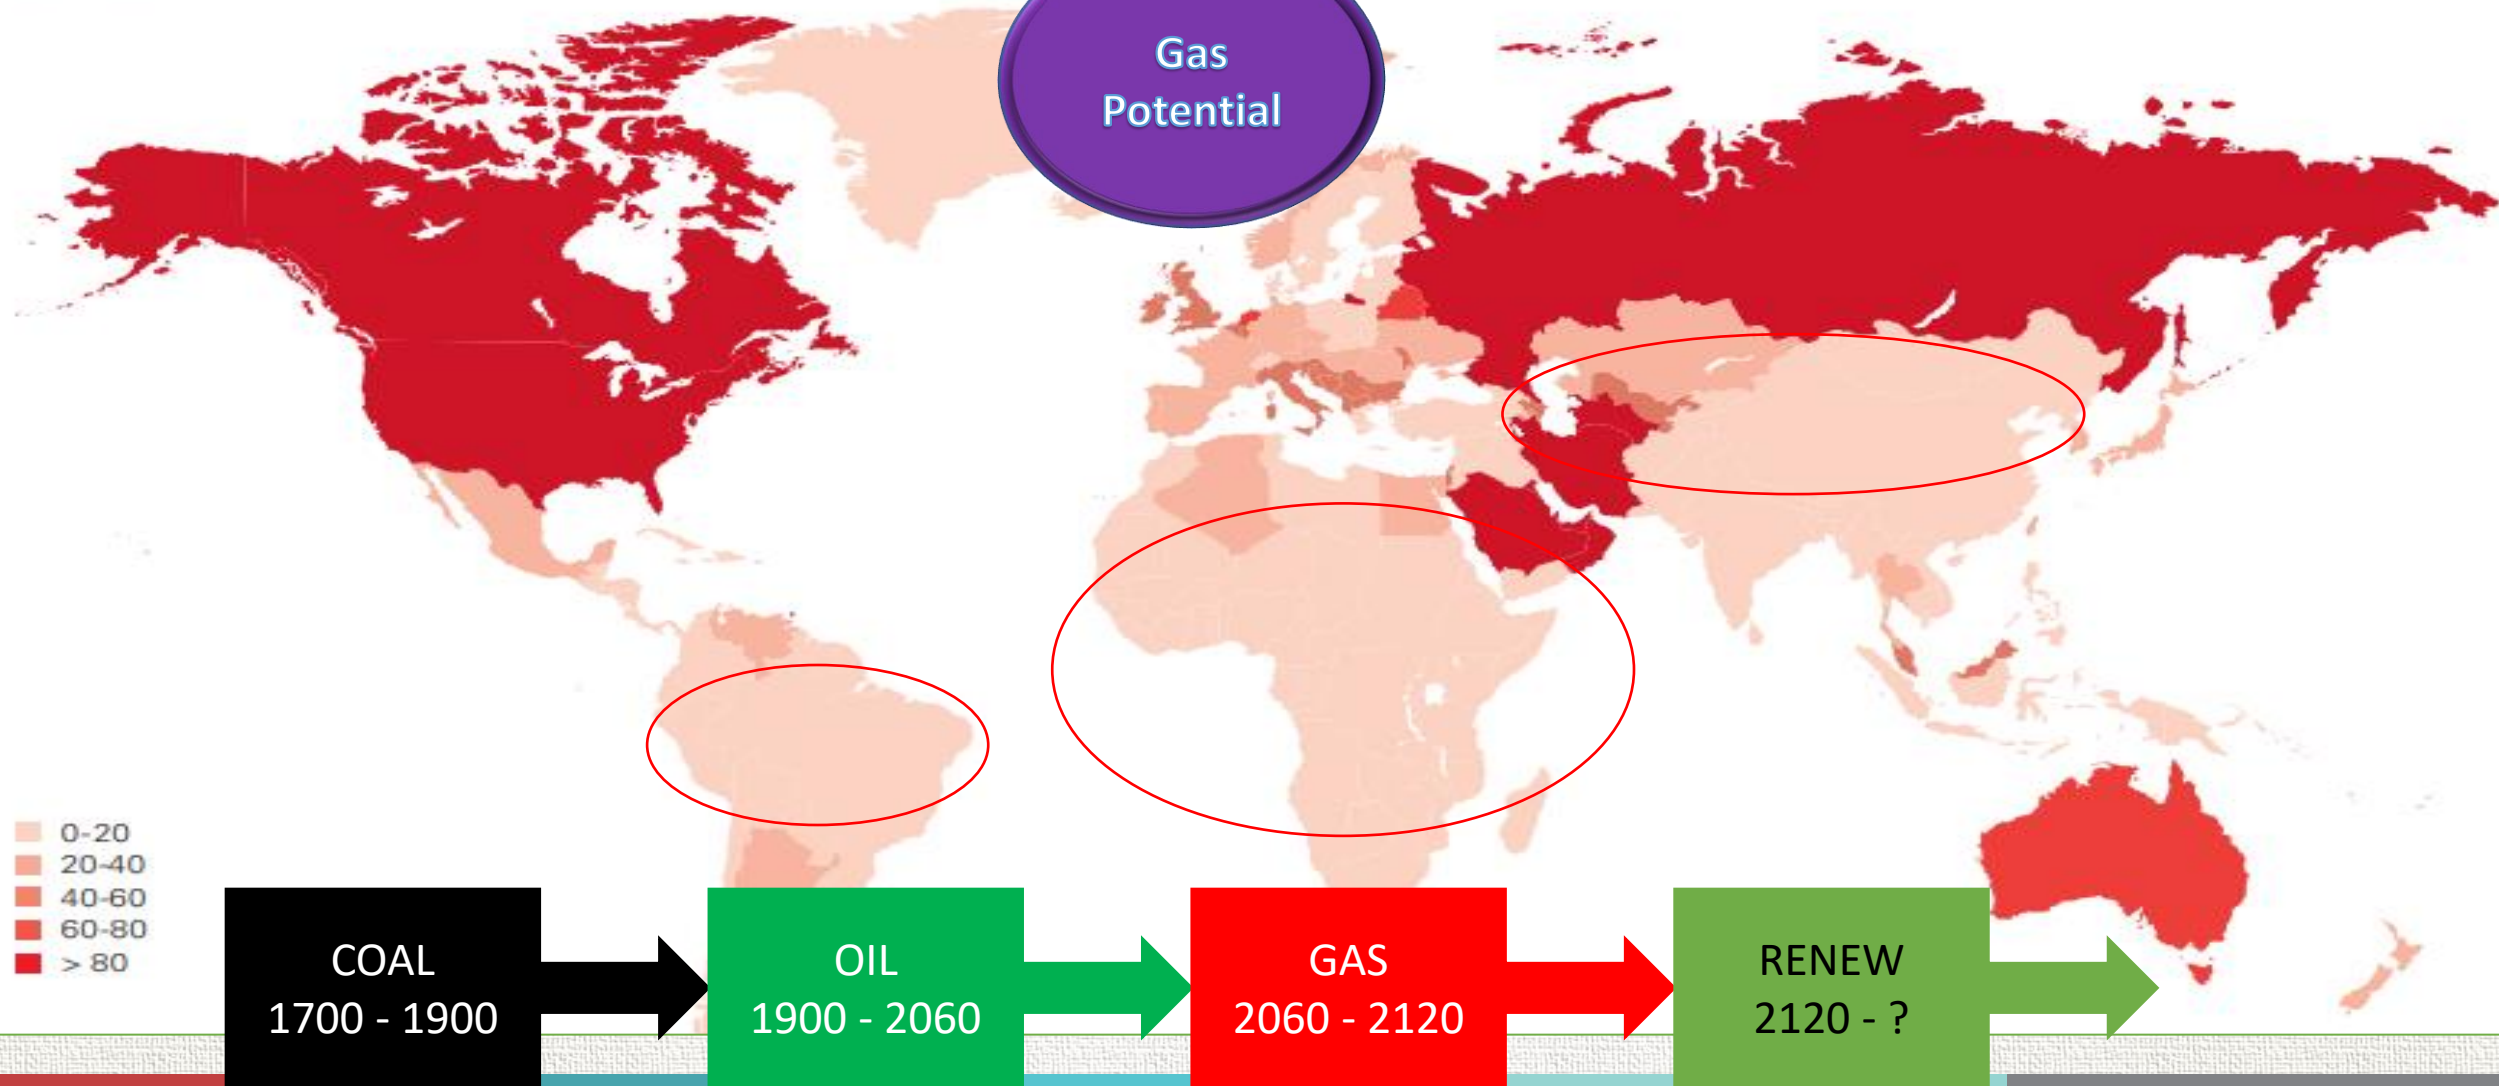 Gas
Potential
0-20
20-40
40-60
60-80
> 80
COAL
1700 - 1900
OIL
1900 - 2060
GAS
2060 - 2120
RENEW
2120 - ?